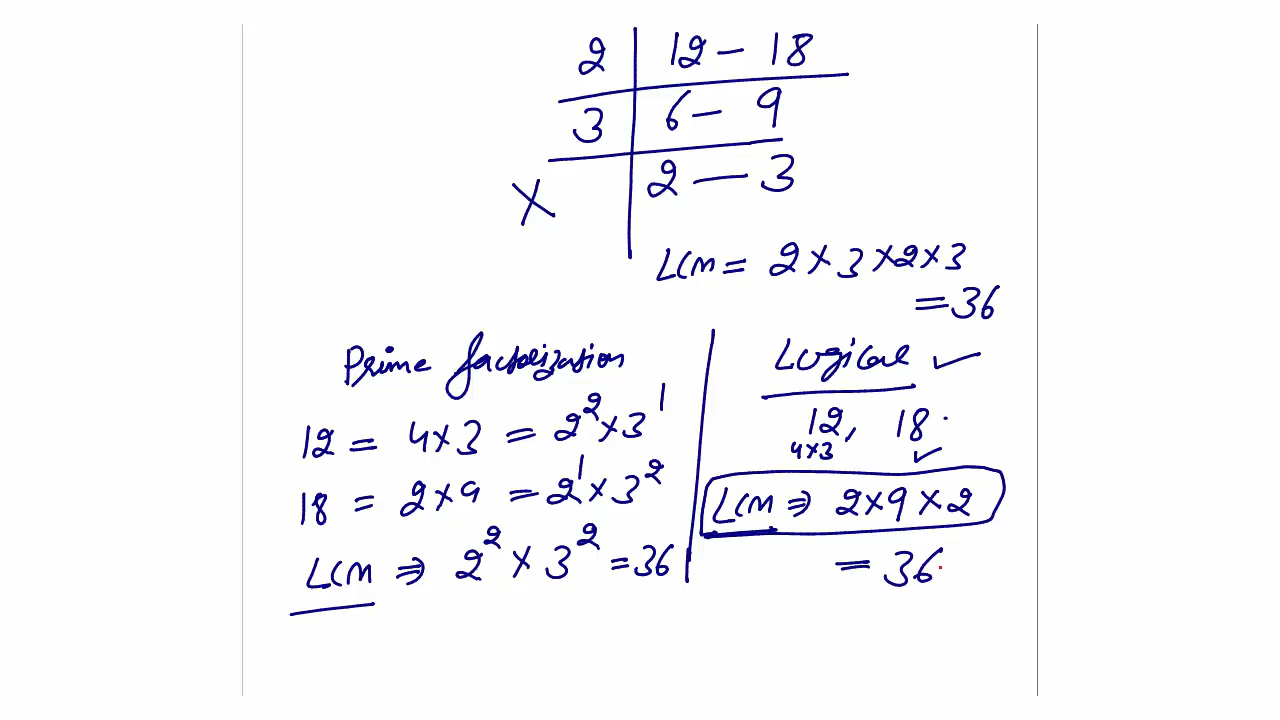 2 | 12 – 18
3 | 6 – 9
X | 2 – 3
LCM = 2 × 3 × 2 × 3
= 36
Prime factorization
12 = 4×3 = 2² × 3¹
18 = 2×9 = 2¹ × 3²
LCM ⇒ 2² × 3² = 36
Logical ✓
12, 18.
4×3 ✓
LCM ⇒ 2×9×2
= 36.